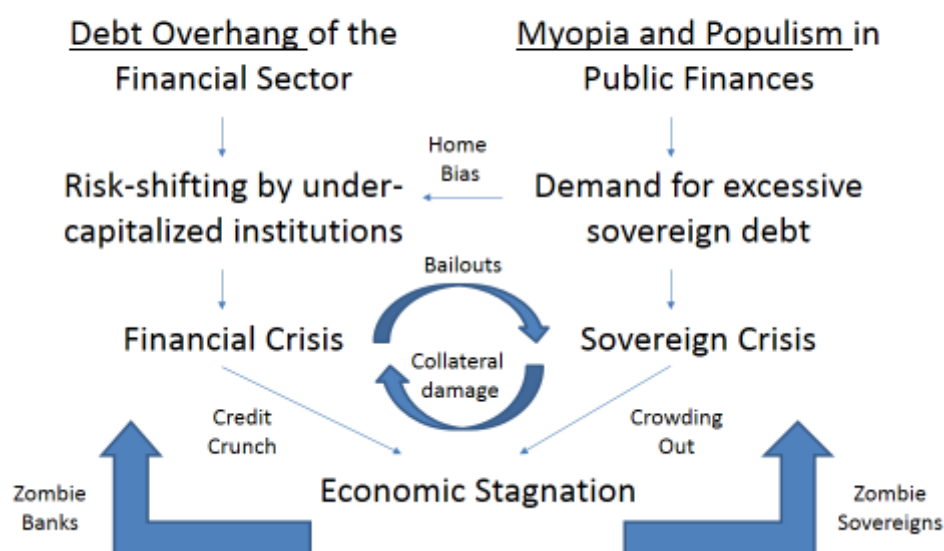 Debt Overhang of the
Financial Sector
Myopia and Populism in
Public Finances
Home
Bias
Risk-shifting by under-
capitalized institutions
Demand for excessive
sovereign debt
Bailouts
Financial Crisis
Sovereign Crisis
Collateral
damage
Credit
Crunch
Crowding
Out
Economic Stagnation
Zombie
Banks
Zombie
Sovereigns